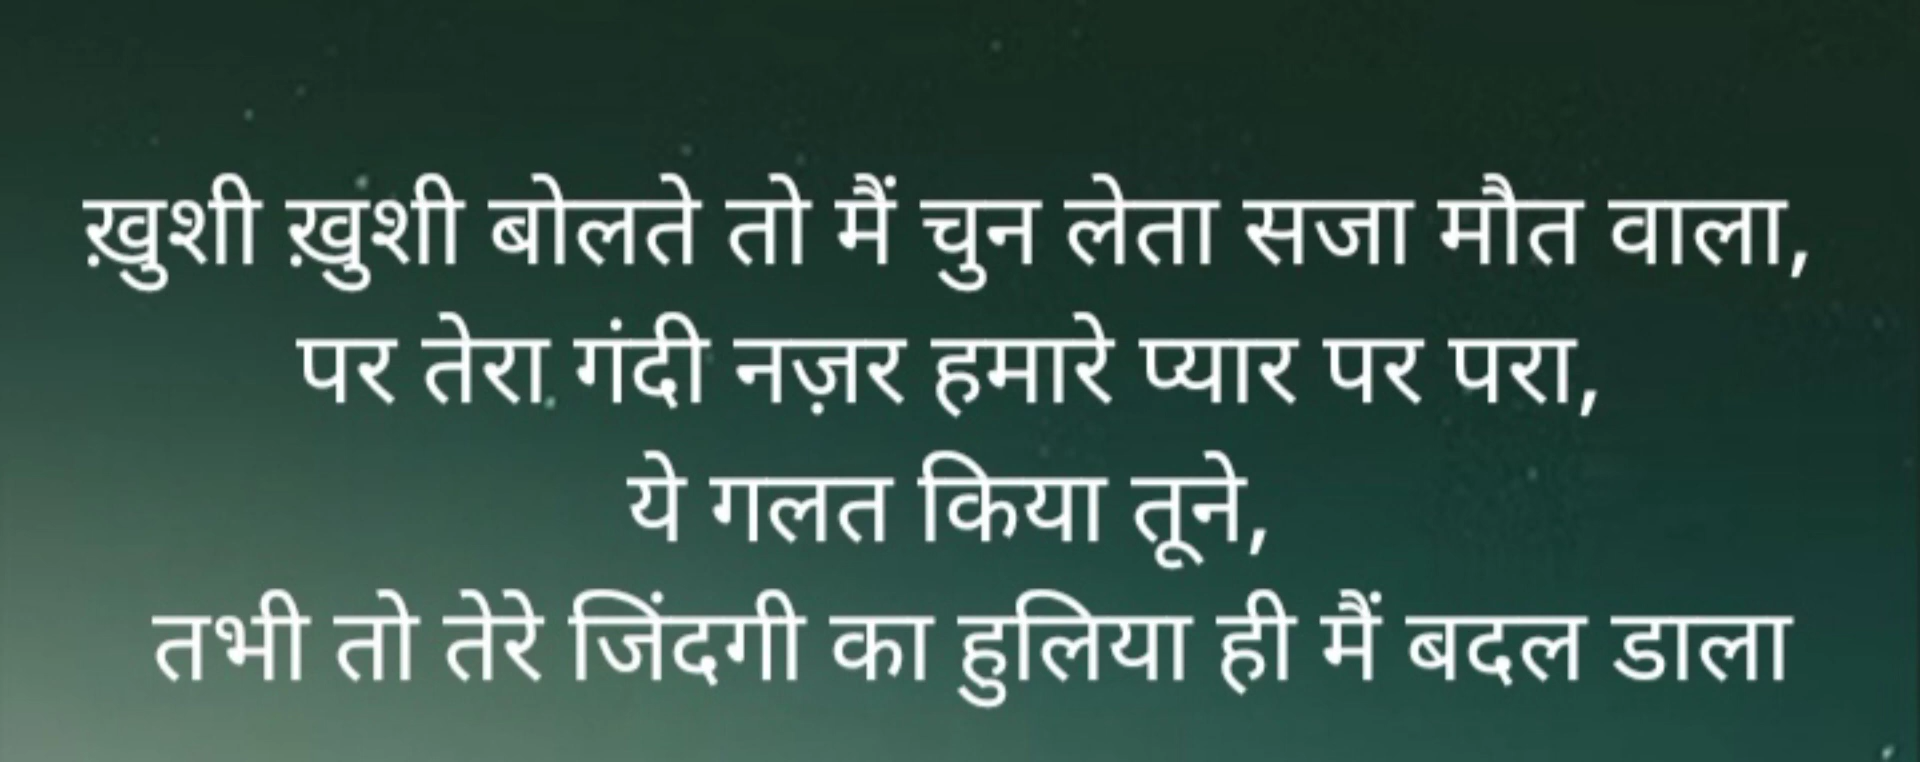 ख़ुशी ख़ुशी बोलते तो मैं चुन लेता सजा मौत वाला,
पर तेरा गंदी नज़र हमारे प्यार पर परा,
ये गलत किया तूने,
तभी तो तेरे जिंदगी का हुलिया ही मैं बदल डाला